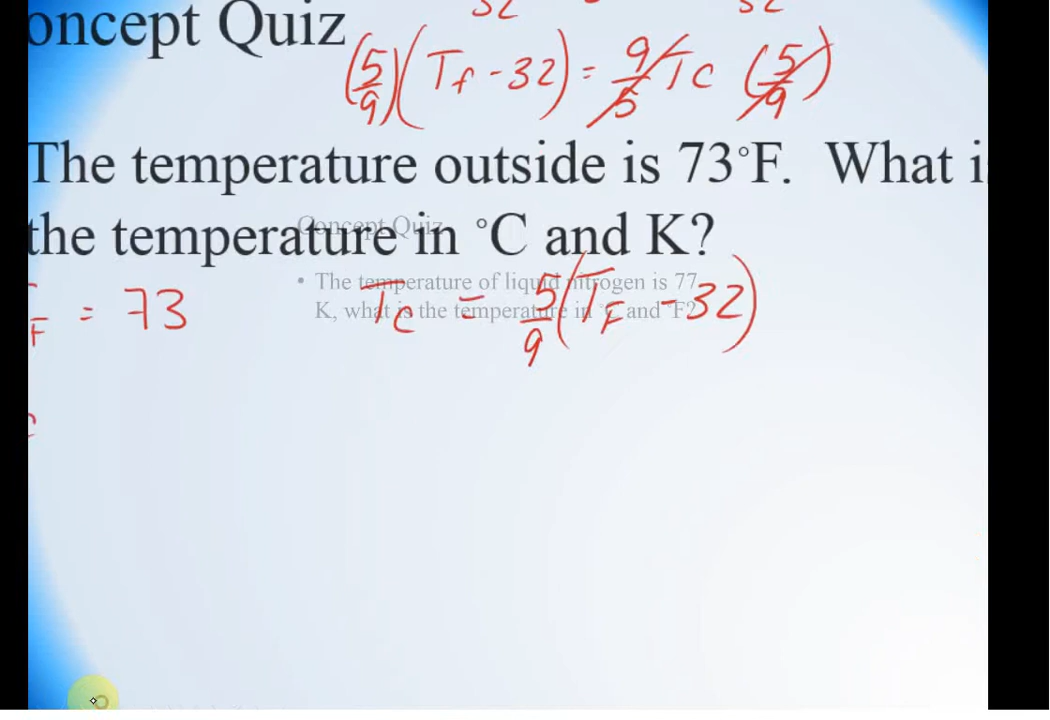 oncept Quiz
32 32
(5/9)(Tf - 32) = 9/5 Tc (5/9)
The temperature outside is 73°F. What i
the temperature in °C and K?
Concept Quiz
• The temperature of liquid nitrogen is 77
K, what is the temperature in °C and °F?
F = 73 Tc = 5/9 (TF - 32)